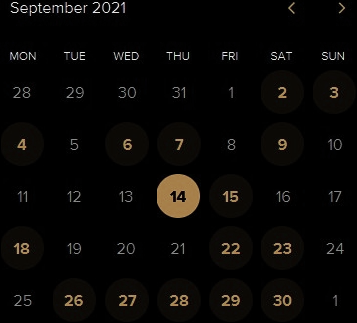 September 2021
MON TUE WED THU FRI SAT SUN
28 29 30 31 1 2 3
4 5 6 7 8 9 10
11 12 13 14 15 16 17
18 19 20 21 22 23 24
25 26 27 28 29 30 1